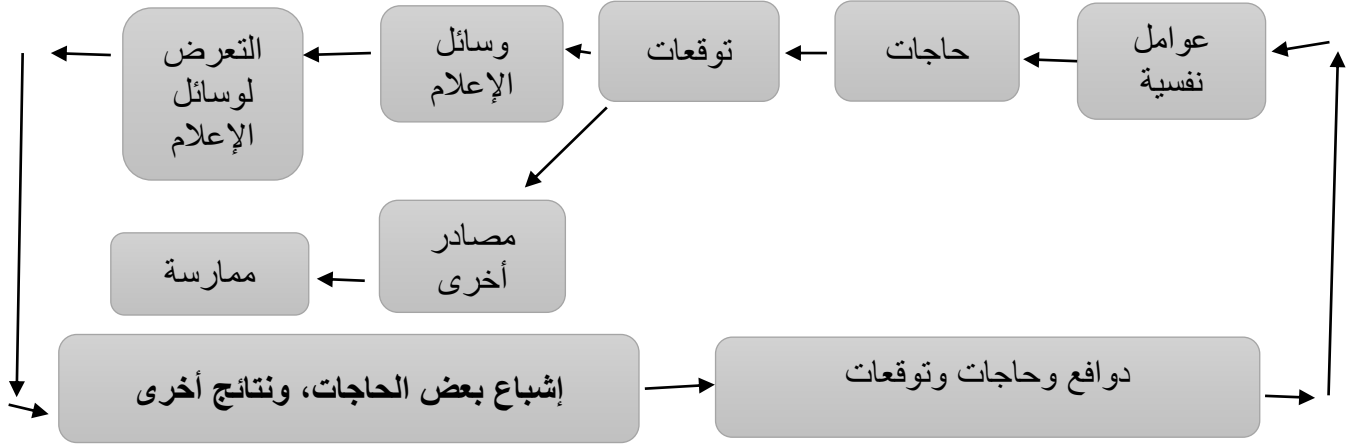 عوامل
نفسية
حاجات
توقعات
وسائل
الإعلام
التعرض
لوسائل
الإعلام
مصادر
أخرى
ممارسة
دوافع وحاجات وتوقعات
إشباع بعض الحاجات، ونتائج أخرى